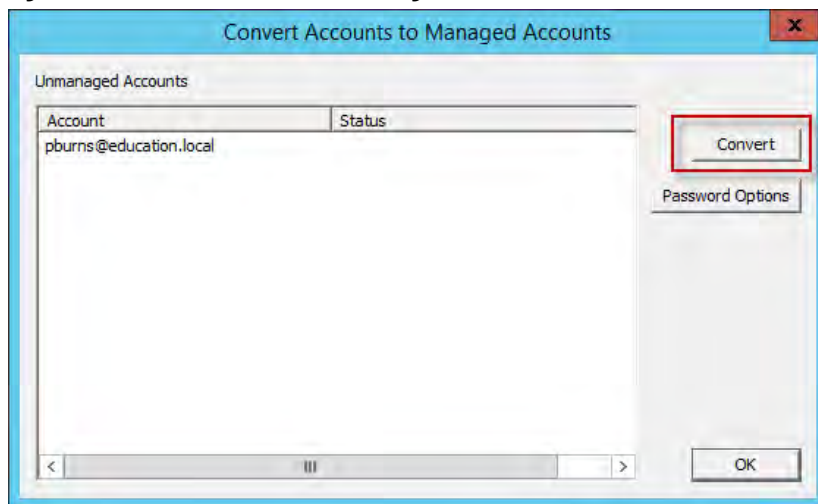 Convert Accounts to Managed Accounts
x
Unmanaged Accounts
Account Status
pburns@education.local
Convert
Password Options
OK